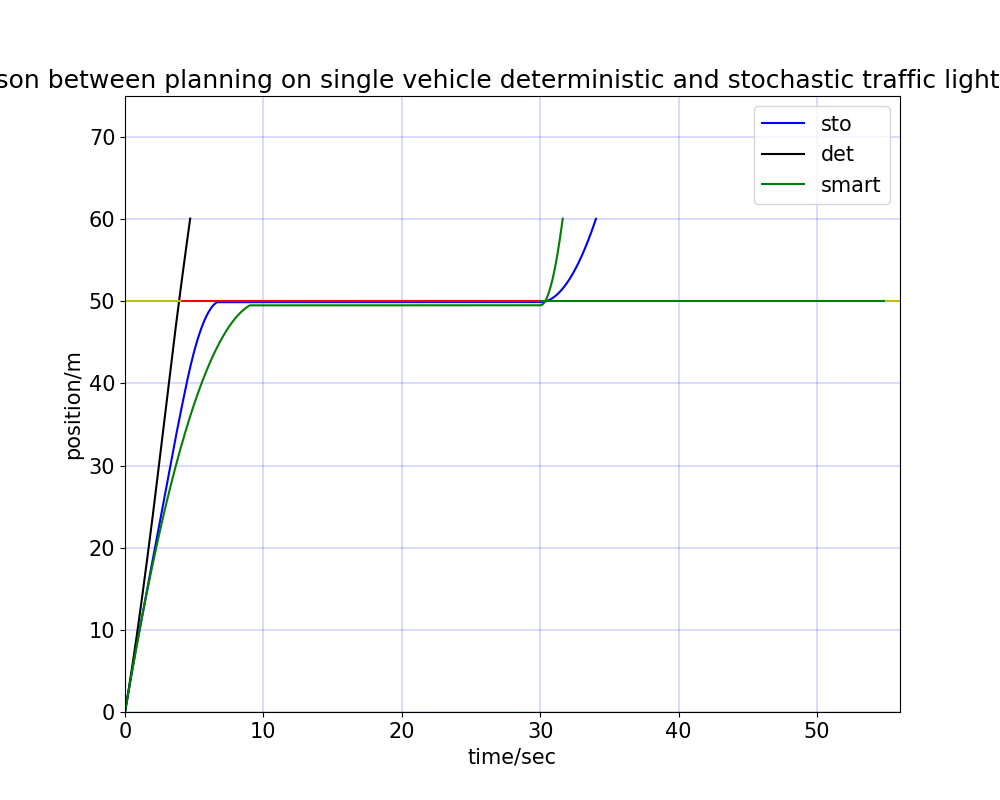 son between planning on single vehicle deterministic and stochastic traffic light
sto
det
smart
70
60
50
40
30
20
10
0
position/m
0 10 20 30 40 50
time/sec